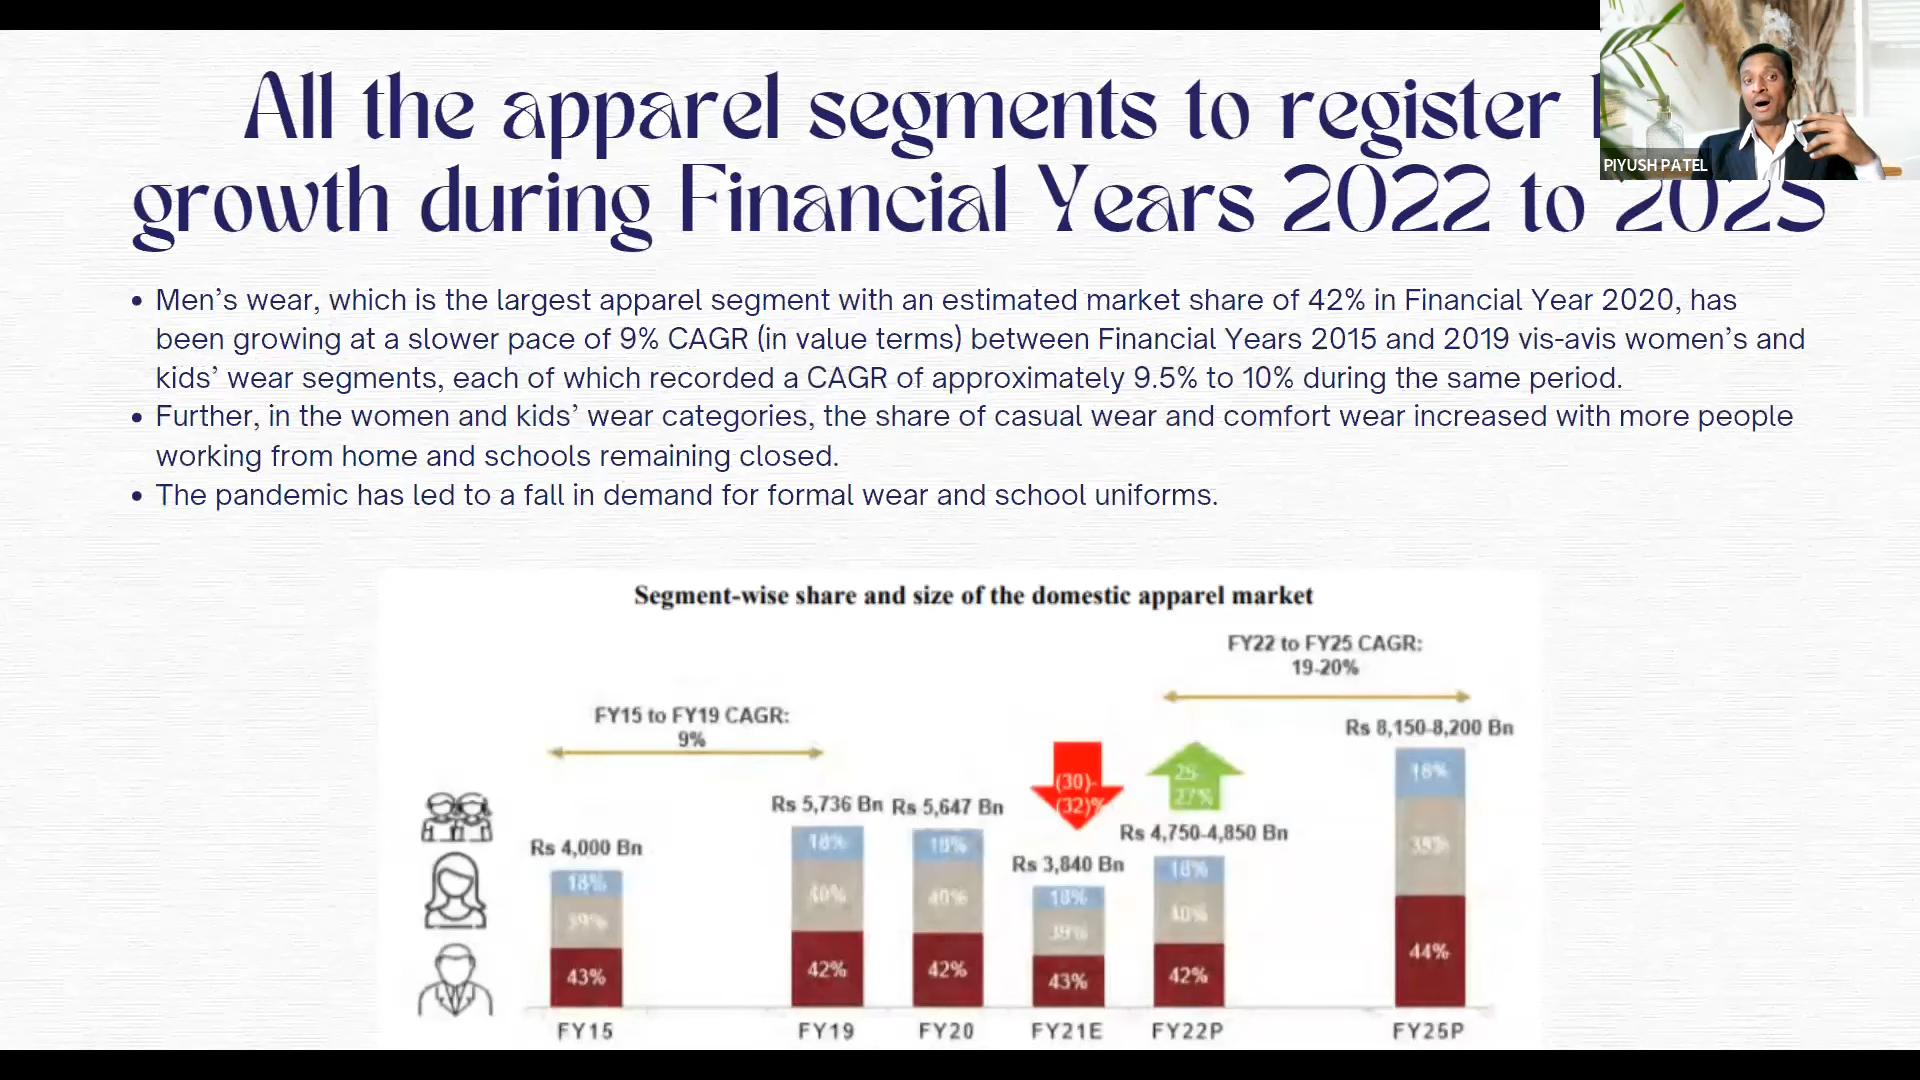 All the apparel segments to register
growth during Financial Years 2022 to 2025
PIYUSH PATEL
• Men's wear, which is the largest apparel segment with an estimated market share of 42% in Financial Year 2020, has
been growing at a slower pace of 9% CAGR (in value terms) between Financial Years 2015 and 2019 vis-avis women's and
kids' wear segments, each of which recorded a CAGR of approximately 9.5% to 10% during the same period.
• Further, in the women and kids' wear categories, the share of casual wear and comfort wear increased with more people
working from home and schools remaining closed.
• The pandemic has led to a fall in demand for formal wear and school uniforms.
Segment-wise share and size of the domestic apparel market
FY22 to FY25 CAGR:
19-20%
FY15 to FY19 CAGR:
9%
Rs 8,150-8,200 Bn
(30)-
(32)%
25-
27%
Rs 5,736 Bn Rs 5,647 Bn
Rs 4,750-4,850 Bn
Rs 4,000 Bn
Rs 3,840 Bn
18% 18% 18% 18% 18% 18%
39% 40% 40% 39% 40%
43% 42% 42% 43% 42% 44%
FY15 FY19 FY20 FY21E FY22P FY25P